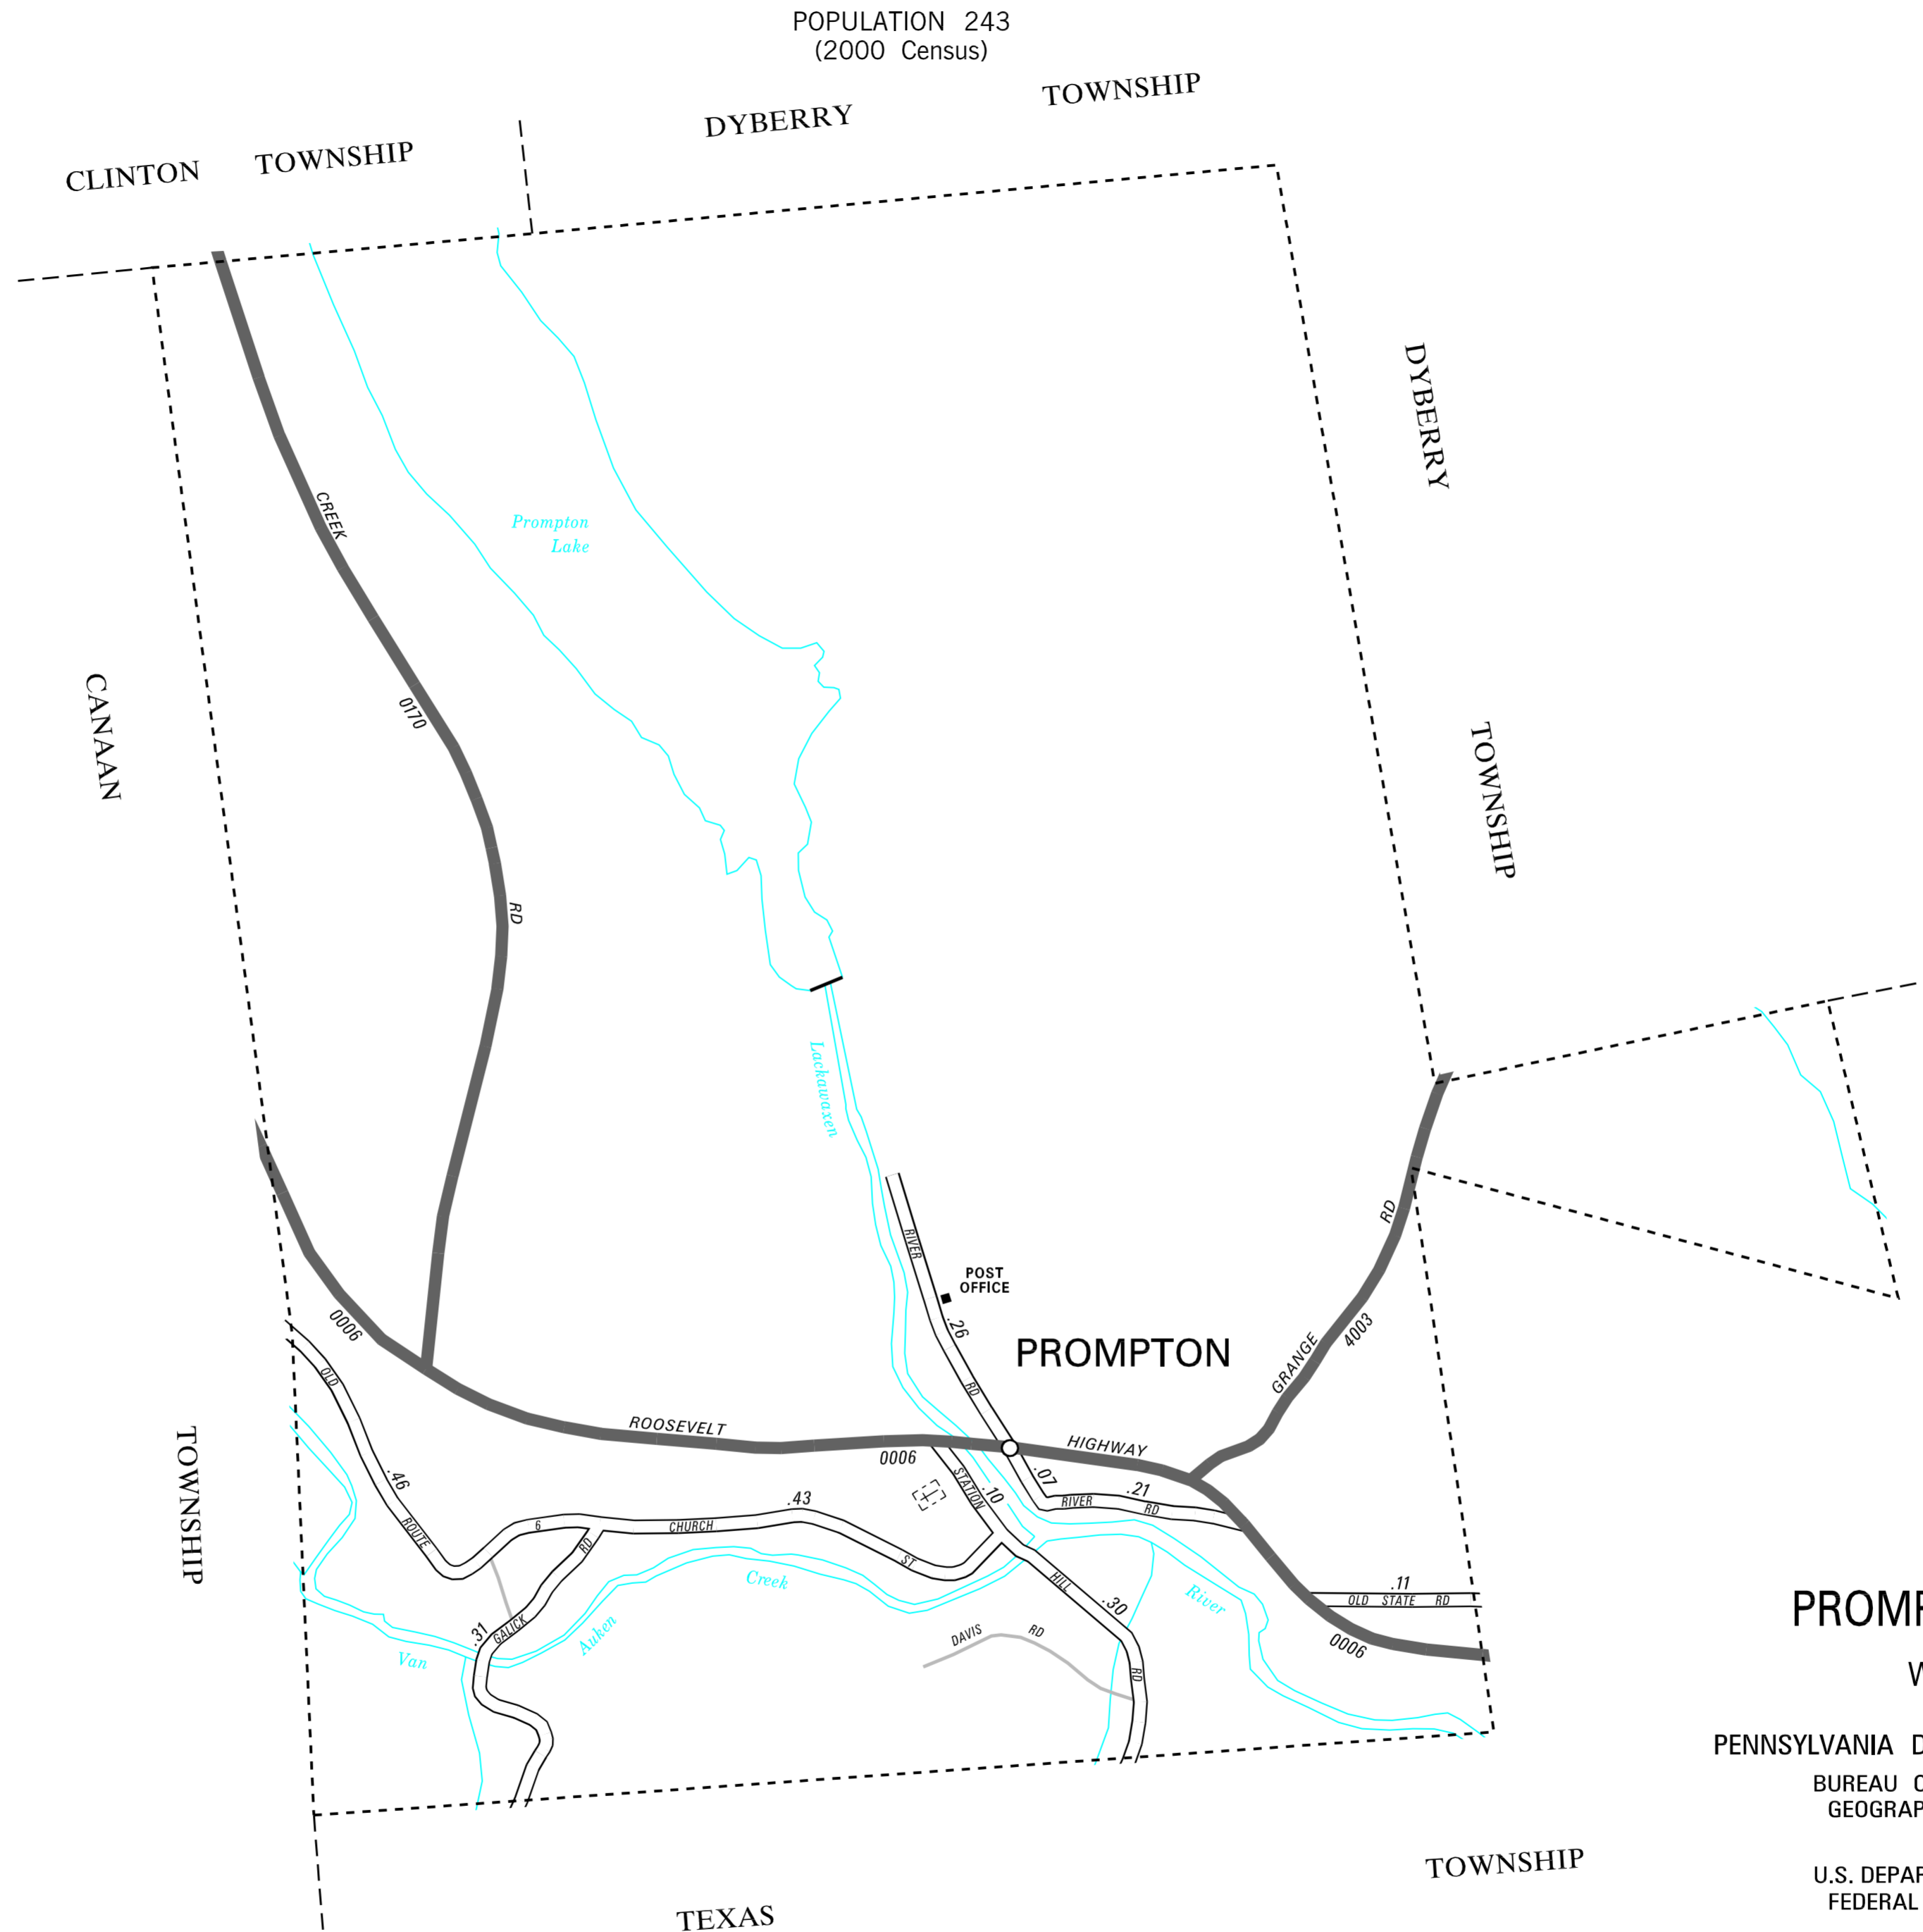 POPULATION 243
(2000 Census)
CLINTON TOWNSHIP
DYBERRY TOWNSHIP
DYBERRY TOWNSHIP
CANAAN TOWNSHIP
CREEK RD
0170
Prompton
Lake
Lackawaxen River
RIVER RD
POST
OFFICE
.26
PROMPTON
GRANGE RD
4003
0006
ROOSEVELT HIGHWAY
0006
OLD ROUTE 6
.46
CHURCH ST
.43
STATION
.10
.07
.21
RIVER RD
GALICK RD
.31
Van Auken Creek
HILL RD
.30
DAVIS RD
.11
OLD STATE RD
0006
TEXAS TOWNSHIP
PENNSYLVANIA
BUREAU
U.S.
FEDERAL